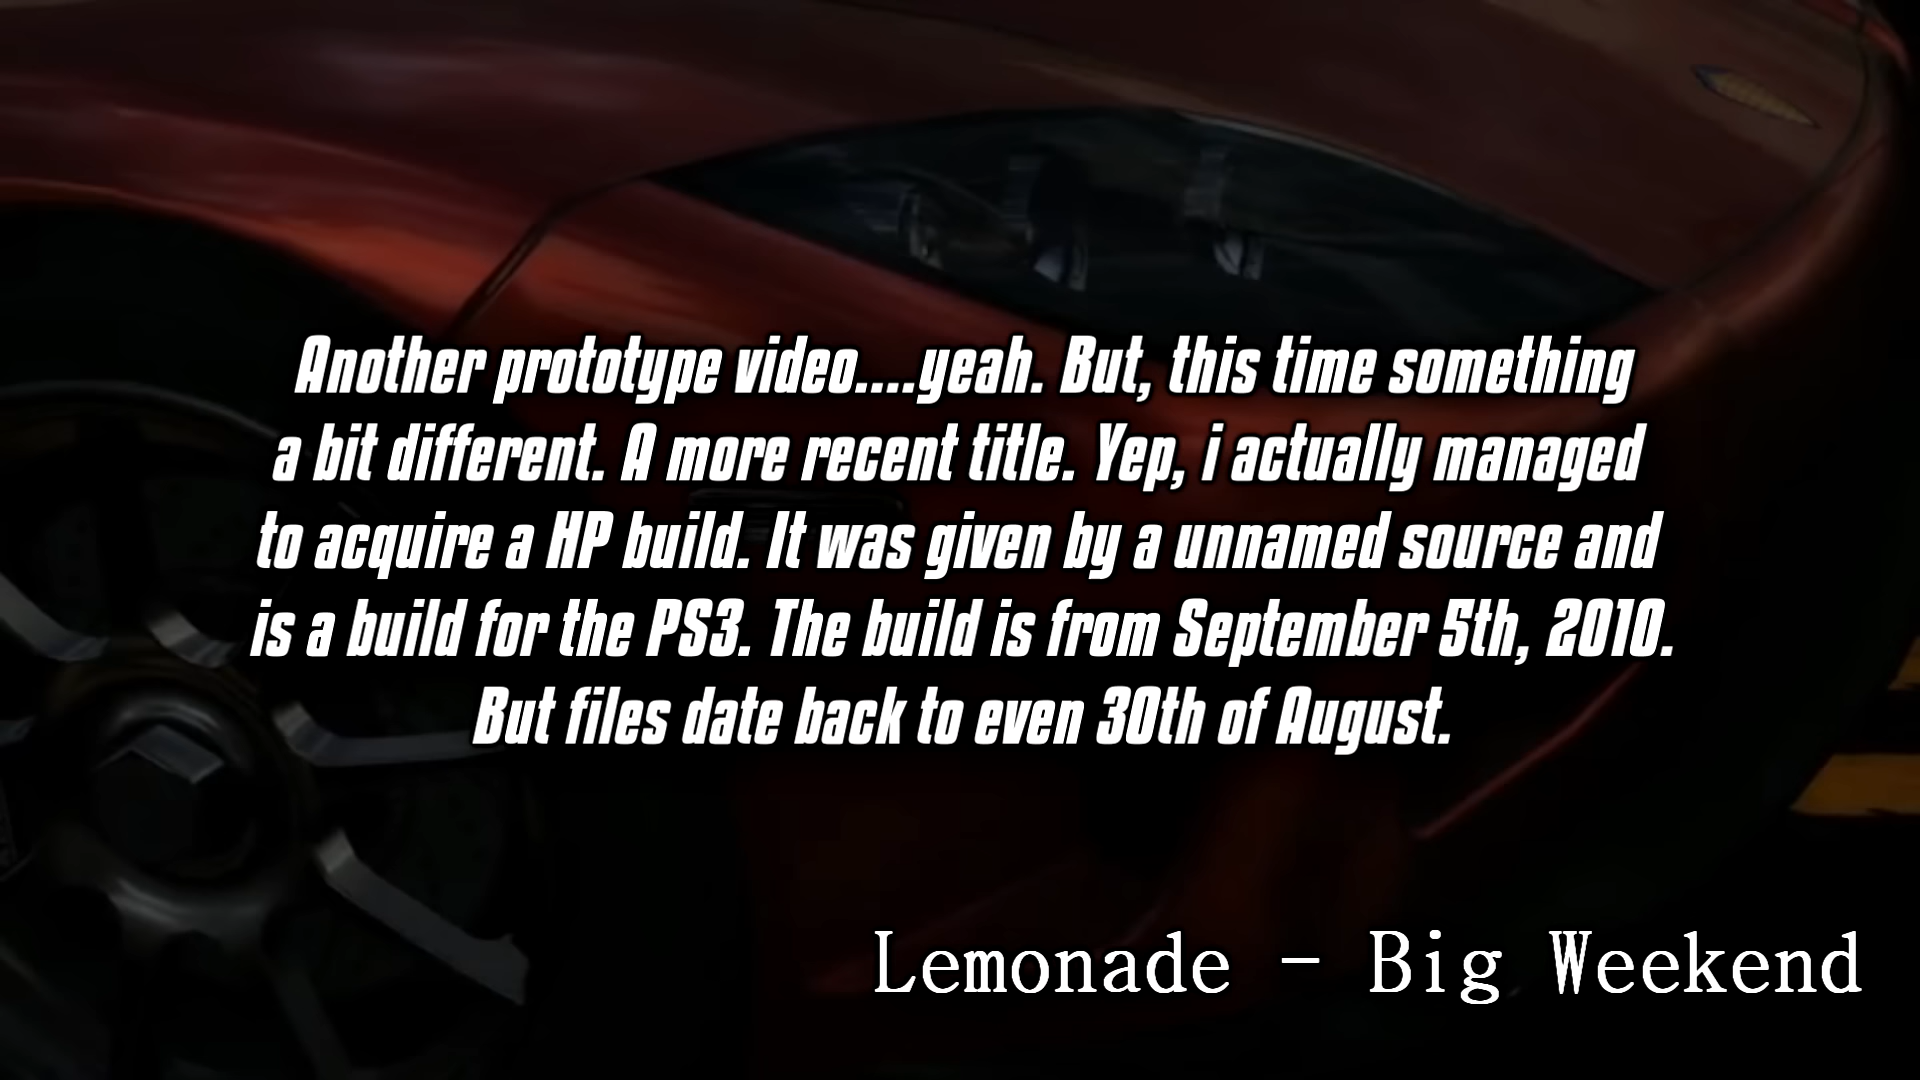 Another prototype video....yeah. But, this time something
a bit different. A more recent title. Yep, i actually managed
to acquire a HP build. It was given by a unnamed source and
is a build for the PS3. The build is from September 5th, 2010.
But files date back to even 30th of August.
Lemonade - Big Weekend